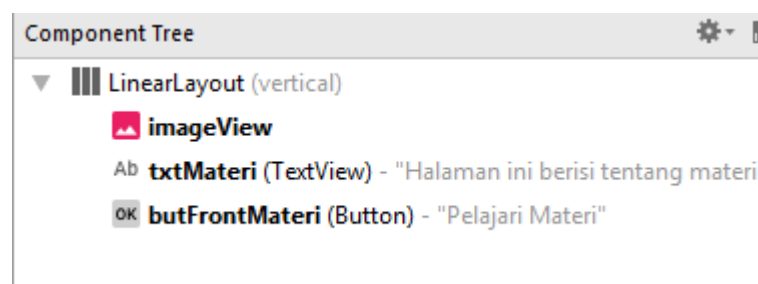 Component Tree
LinearLayout (vertical)
imageView
Ab txtMateri (TextView) - "Halaman ini berisi tentang materi
OK butFrontMateri (Button) - "Pelajari Materi"